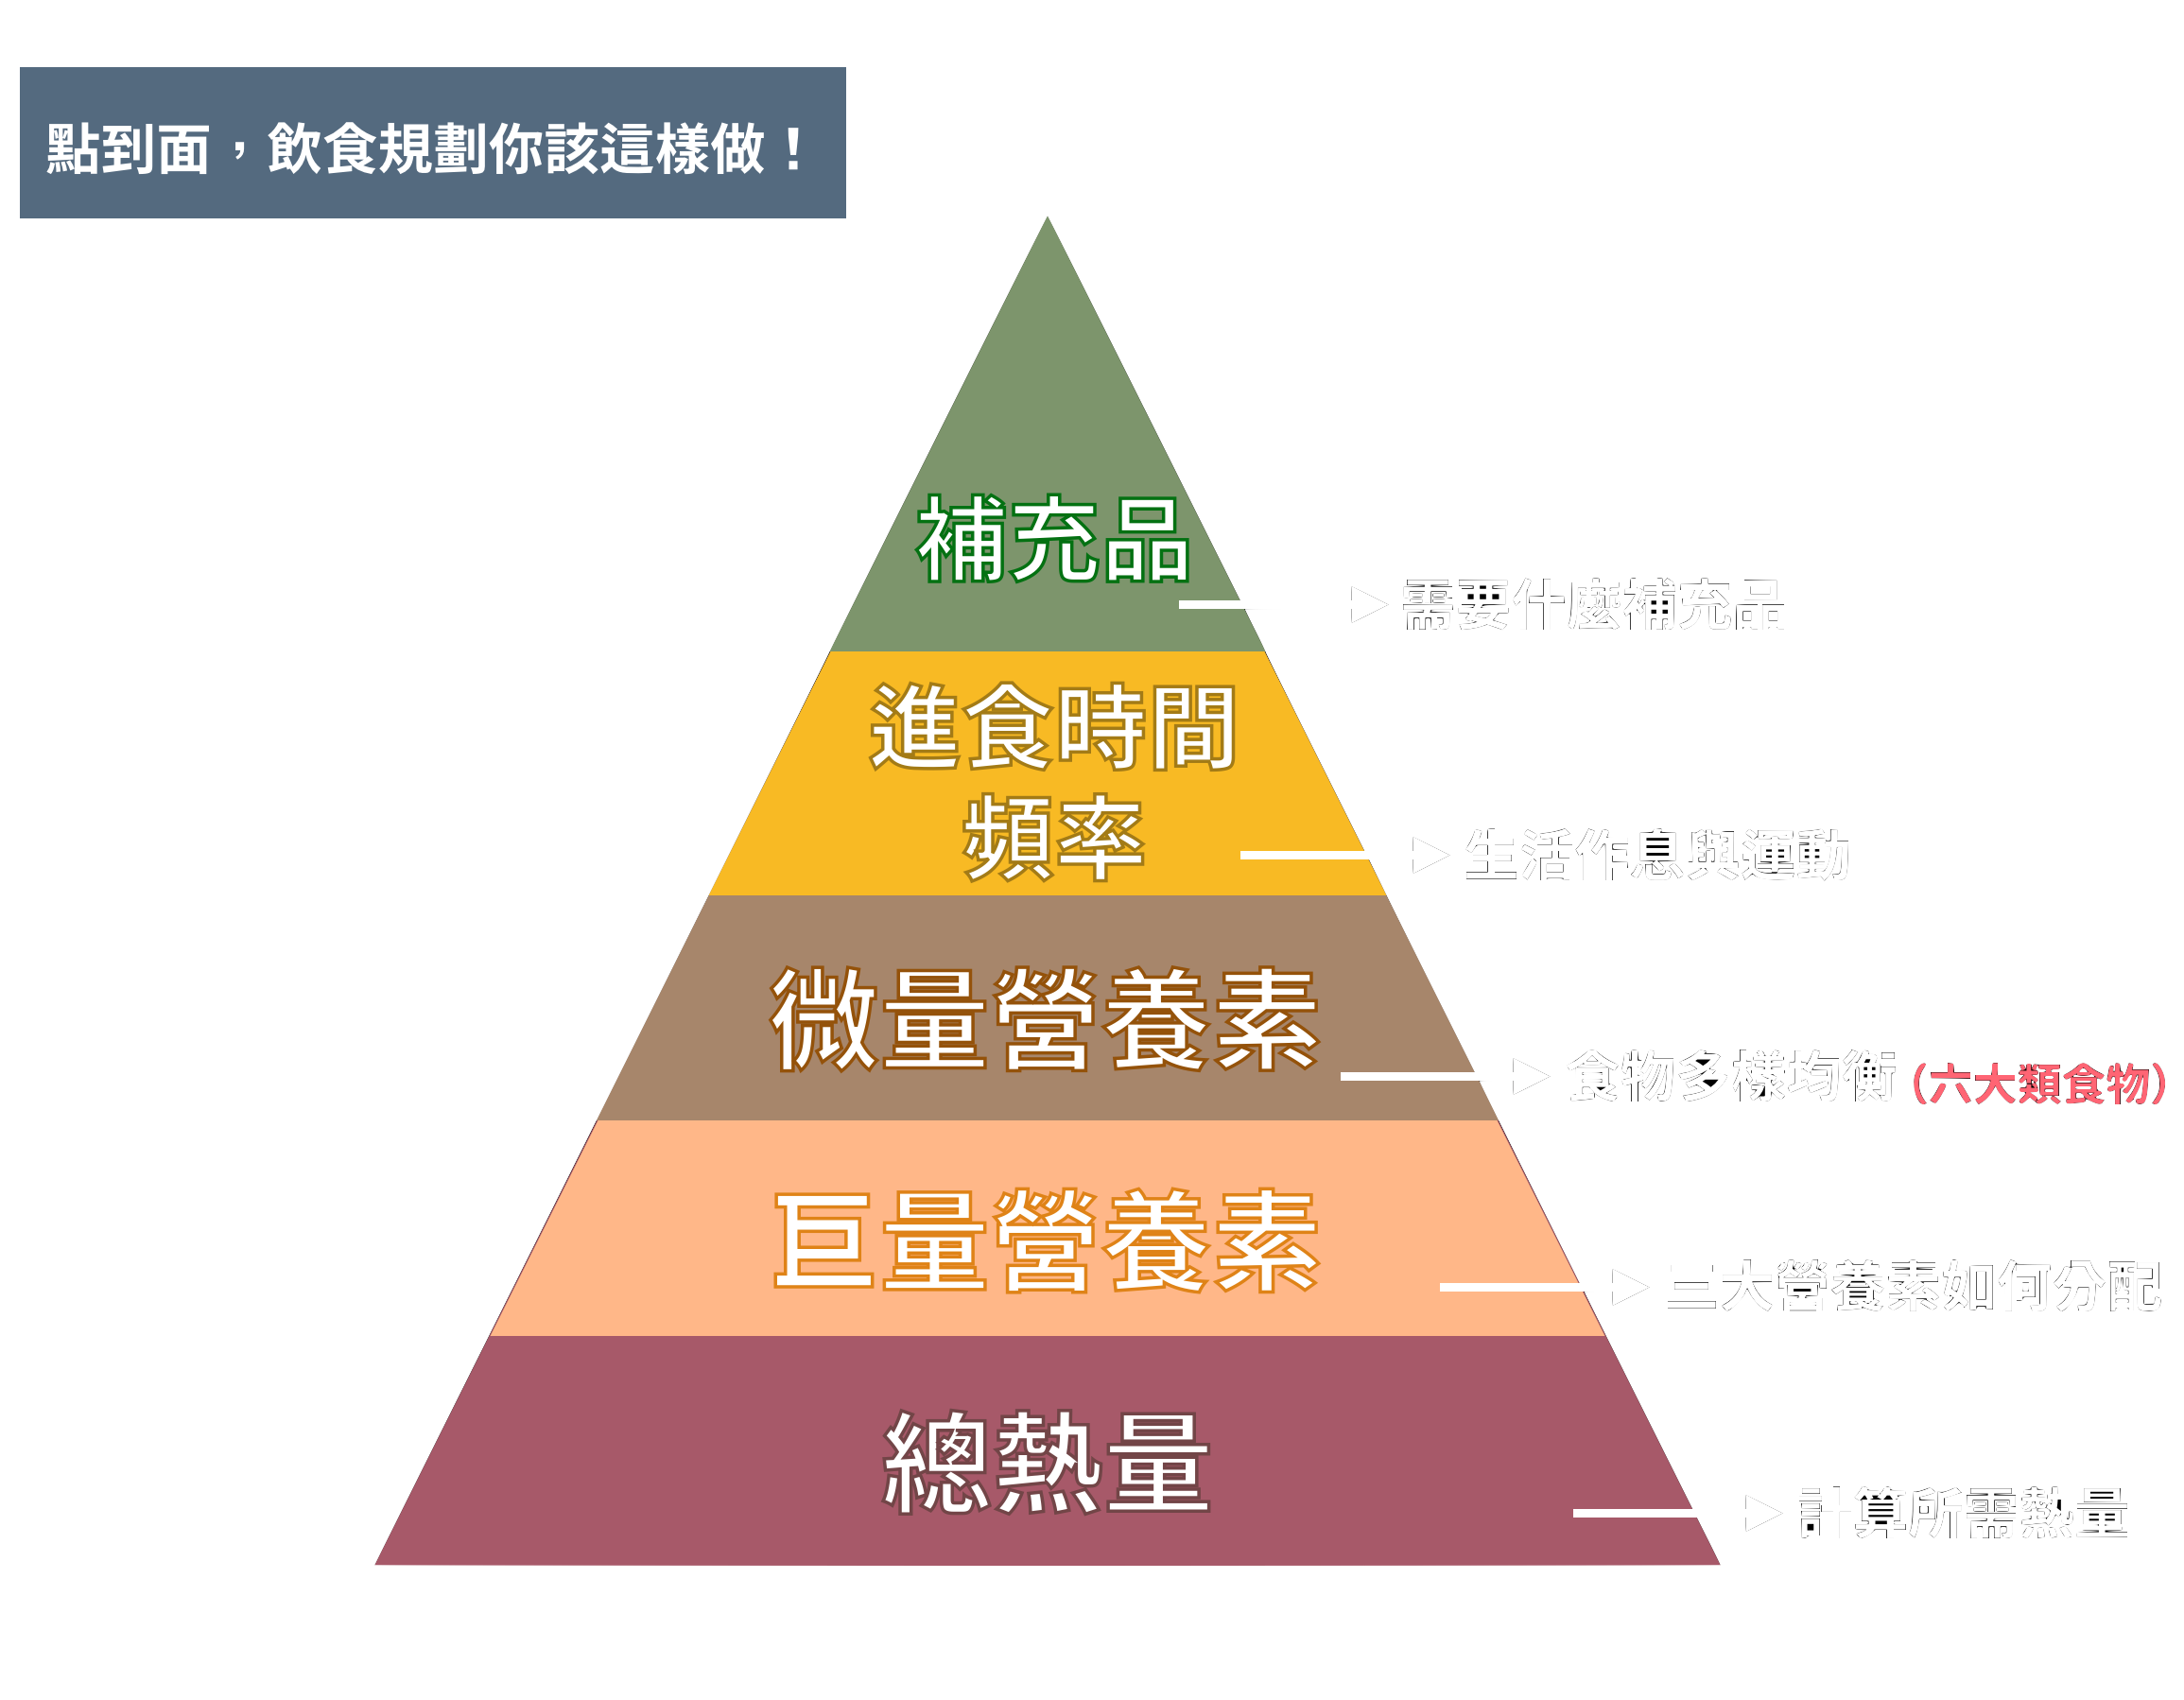 點到面，飲食規劃你該這樣做！
補充品
需要什麼補充品
進食時間
頻率
生活作息與運動
微量營養素
食物多樣均衡（六大類食物）
巨量營養素
三大營養素如何分配
總熱量
計算所需熱量